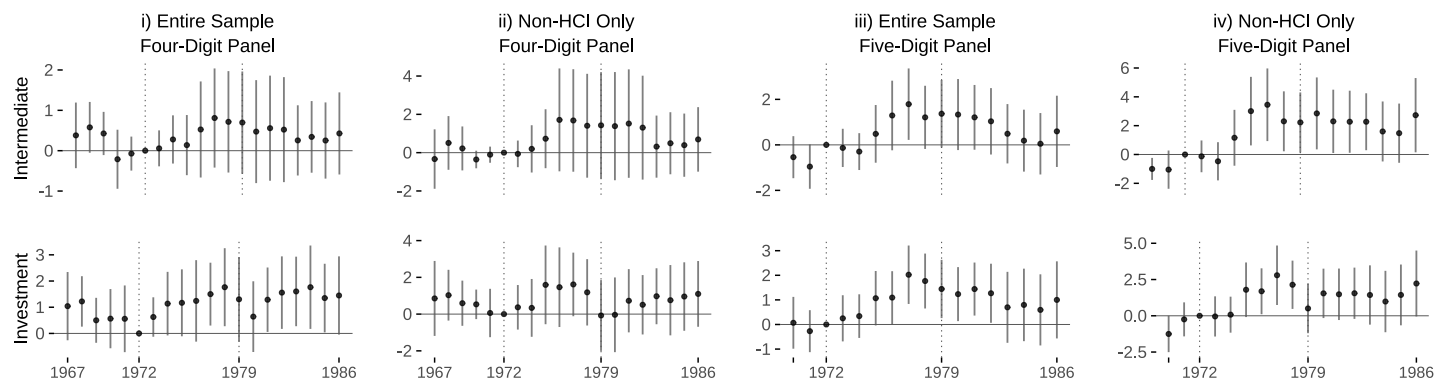 i) Entire Sample
Four-Digit Panel
ii) Non-HCI Only
Four-Digit Panel
iii) Entire Sample
Five-Digit Panel
iv) Non-HCI Only
Five-Digit Panel
Intermediate
2
1
0
-1
4
2
0
-2
2
0
-2
6
4
2
0
-2
Investment
3
2
1
0
4
2
0
-2
3
2
1
0
-1
5.0
2.5
0.0
-2.5
1967 1972 1979 1986
1967 1972 1979 1986
1972 1979 1986
1972 1979 1986